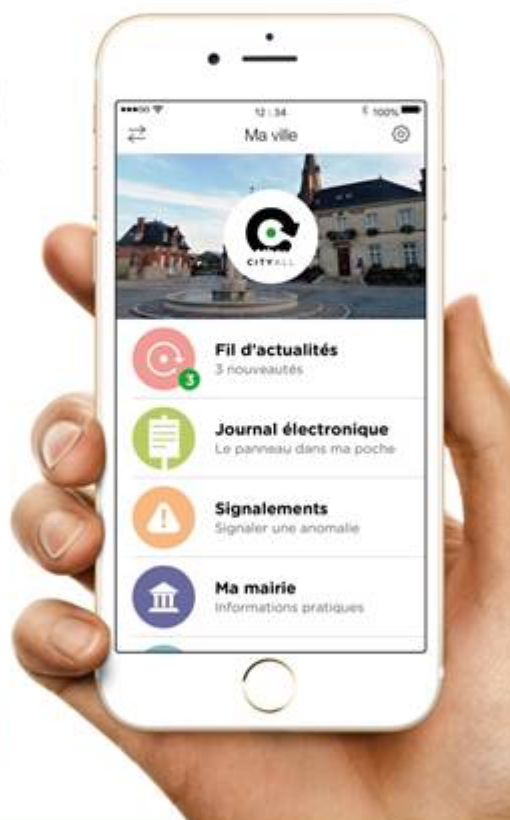 12:34
100%
Ma ville
CITYALL
Fil d'actualités
3 nouveautés
3
Journal électronique
Le panneau dans ma poche
Signalements
Signaler une anomalie
Ma mairie
Informations pratiques